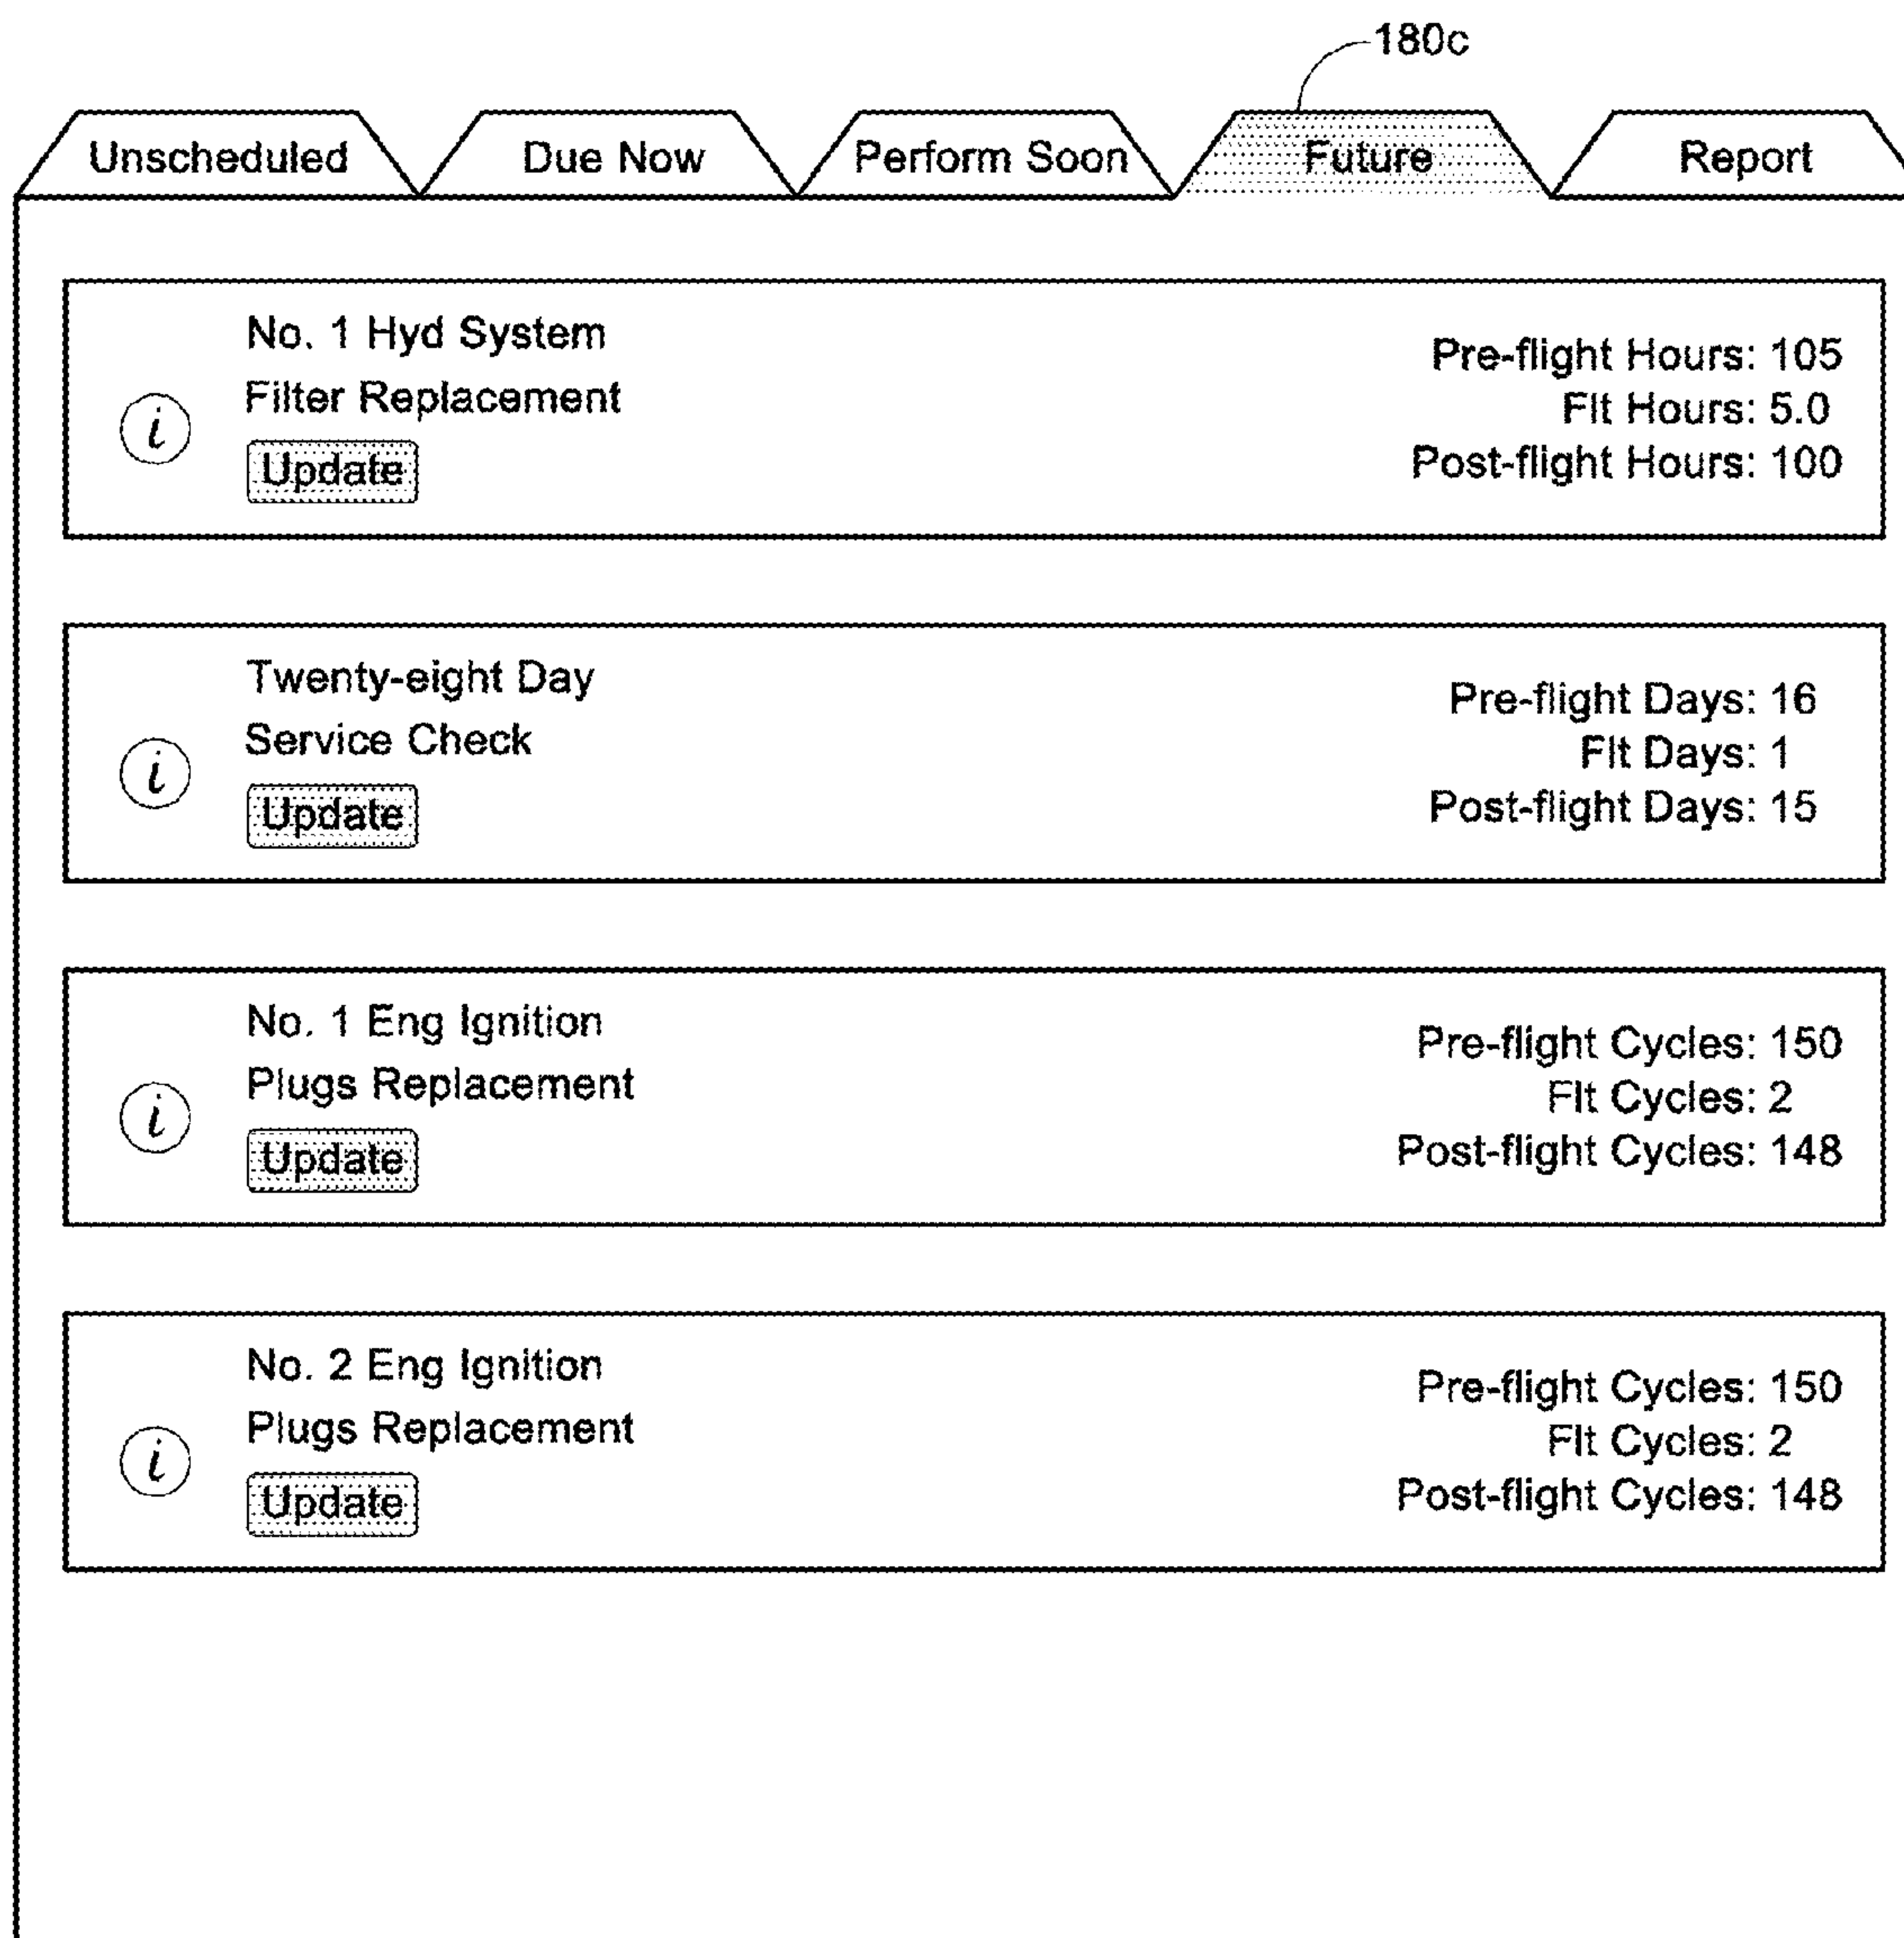 180c
Unscheduled Due Now Perform Soon Future Report
No. 1 Hyd System
Filter Replacement
i
Update
Pre-flight Hours: 105
Flt Hours: 5.0
Post-flight Hours: 100
Twenty-eight Day
Service Check
i
Update
Pre-flight Days: 16
Flt Days: 1
Post-flight Days: 15
No. 1 Eng Ignition
Plugs Replacement
i
Update
Pre-flight Cycles: 150
Flt Cycles: 2
Post-flight Cycles: 148
No. 2 Eng Ignition
Plugs Replacement
i
Update
Pre-flight Cycles: 150
Flt Cycles: 2
Post-flight Cycles: 148